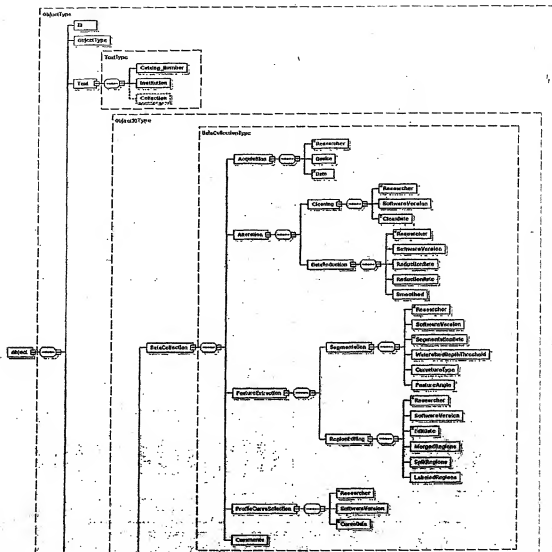 ObjectType
ID
ObjectType
TextType
Text
Catalog_Number
Institution
Collection
Object3DType
DataCollectionType
Acquisition
Researcher
Device
Date
Alteration
Cleaning
Researcher
SoftwareVersion
CleanDate
DataReduction
Researcher
SoftwareVersion
ReductionDate
ReductionRate
Smoothed
Object
DataCollection
FeatureExtraction
Segmentation
Researcher
SoftwareVersion
SegmentationDate
WatershedDepthThreshold
CurvatureType
FeatureAngle
RegionEditing
Researcher
SoftwareVersion
EditDate
MergedRegions
SplitRegions
LabeledRegions
ProfileCurveSelection
Researcher
SoftwareVersion
CurveDate
Comments